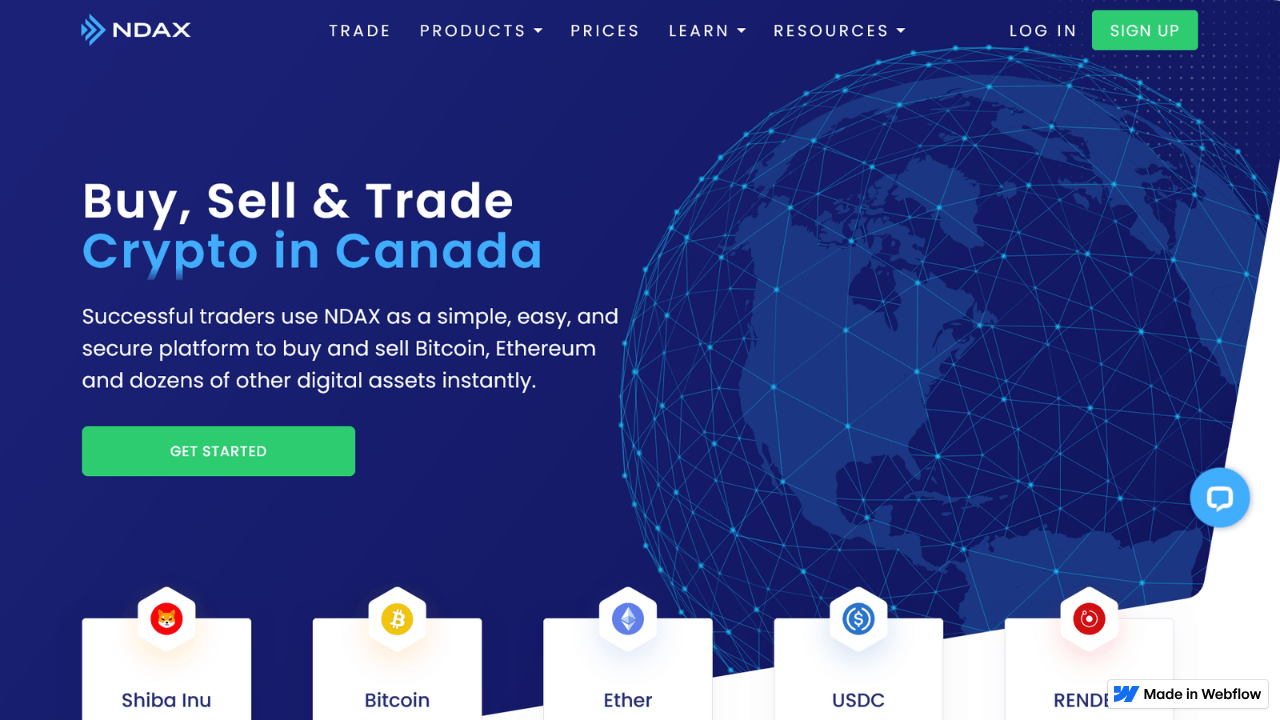 NDAX
TRADE
PRODUCTS
PRICES
LEARN
RESOURCES
LOG IN
SIGN UP
Buy, Sell & Trade
Crypto in Canada
Successful traders use NDAX as a simple, easy, and
secure platform to buy and sell Bitcoin, Ethereum
and dozens of other digital assets instantly.
GET STARTED
Shiba Inu
Bitcoin
Ether
USDC
Made in Webflow